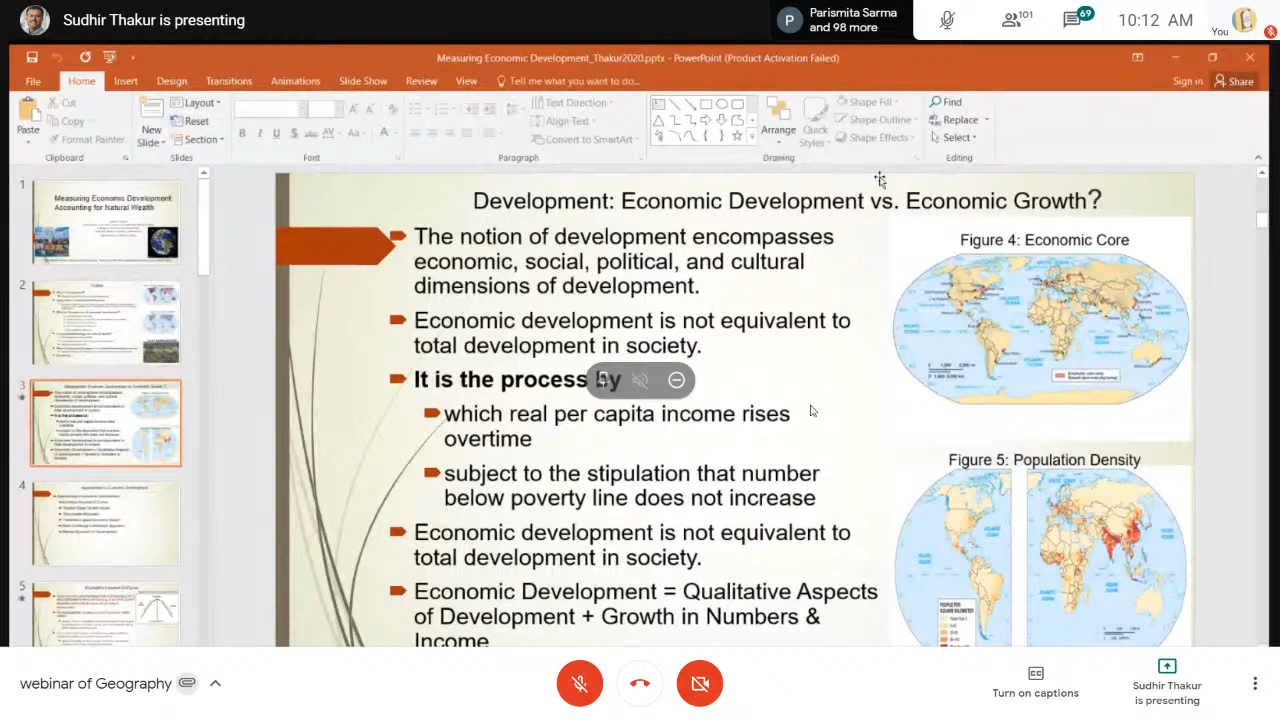 Sudhir Thakur is presenting
P
Parismita Sarma
and 98 more
101
69
10:12 AM
You
Measuring Economic Development_Thakur2020.pptx - PowerPoint (Product Activation Failed)
File Home Insert Design Transitions Animations Slide Show Review View Tell me what you want to do...
Sign in Share
Paste
Cut
Copy
Format Painter
Clipboard
New
Slide
Layout
Reset
Section
Slides
Font
Text Direction
Align Text
Convert to SmartArt
Paragraph
Arrange
Quick
Styles
Shape Fill
Shape Outline
Shape Effects
Drawing
Find
Replace
Select
Editing
1
Measuring Economic Development
Accounting for Natural Wealth
2
3
4
5
Development: Economic Development vs. Economic Growth?
The notion of development encompasses
economic, social, political, and cultural
dimensions of development.
Economic development is not equivalent to
total development in society.
It is the process by
which real per capita income rises
overtime
subject to the stipulation that number
below poverty line does not increase
Economic development is not equivalent to
total development in society.
Economic Development = Qualitative Aspects
of Development + Growth in Numbers &
Income
Figure 4: Economic Core
Figure 5: Population Density
webinar of Geography
Turn on captions
Sudhir Thakur
is presenting